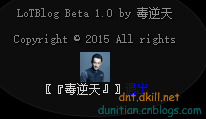 LoTBlog Beta 1.0 by 毒逆天
Copyright © 2015 All rights
〖『毒逆天』〗
dnt.dkill.net
dunitian.cnblogs.com